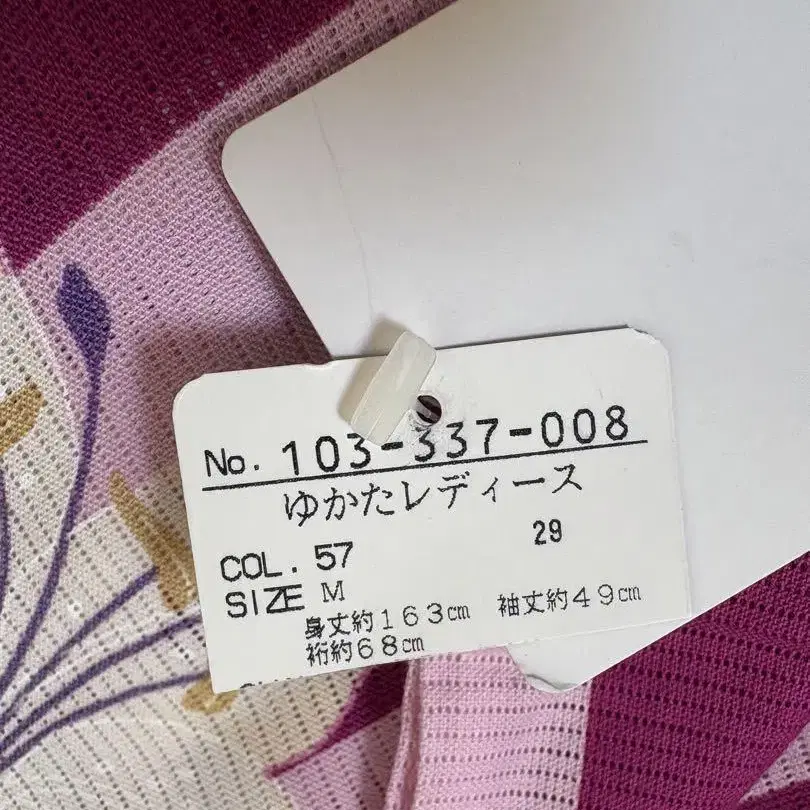 No. 103-337-008
ゆかたレディース
29
COL. 57
SIZE M
身丈約163cm 袖丈約49cm
裄約68cm